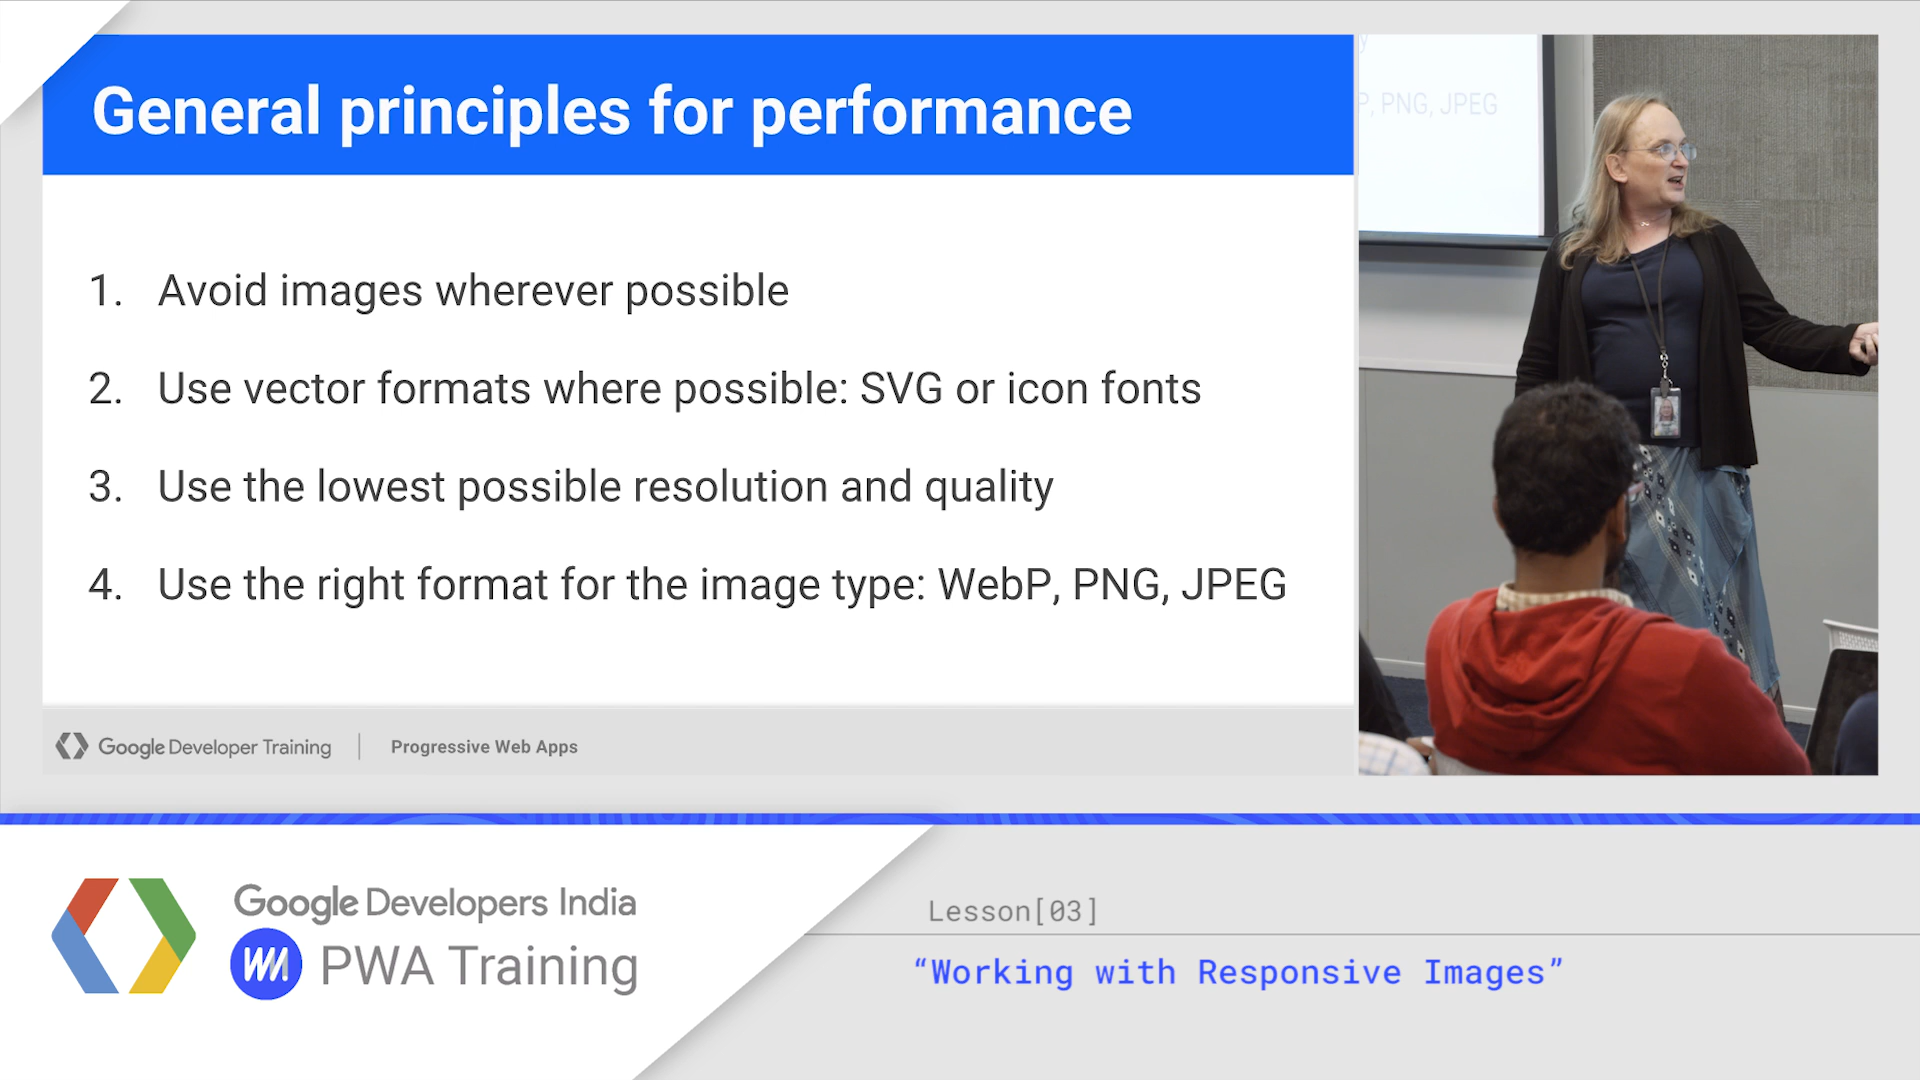 General principles for performance
1. Avoid images wherever possible
2. Use vector formats where possible: SVG or icon fonts
3. Use the lowest possible resolution and quality
4. Use the right format for the image type: WebP, PNG, JPEG
Google Developer Training | Progressive Web Apps
PNG, JPEG
Google Developers India
PWA Training
Lesson[03]
“Working with Responsive Images”